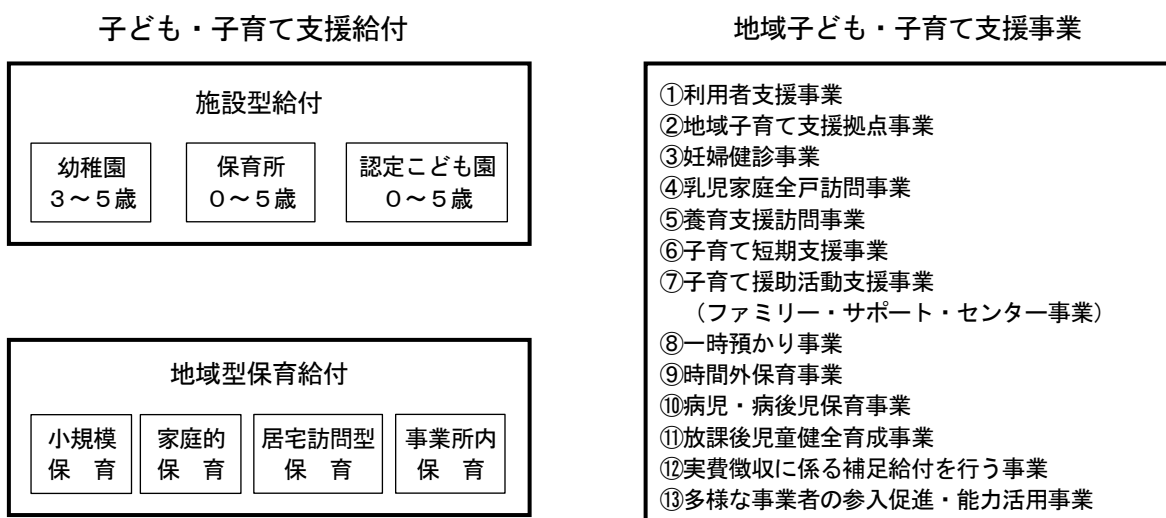 子ども・子育て支援給付
施設型給付
幼稚園
3～5歳
保育所
0～5歳
認定こども園
0～5歳
地域型保育給付
小規模
保　育
家庭的
保　育
居宅訪問型
保　育
事業所内
保　育
地域子ども・子育て支援事業
①利用者支援事業
②地域子育て支援拠点事業
③妊婦健診事業
④乳児家庭全戸訪問事業
⑤養育支援訪問事業
⑥子育て短期支援事業
⑦子育て援助活動支援事業
（ファミリー・サポート・センター事業）
⑧一時預かり事業
⑨時間外保育事業
⑩病児・病後児保育事業
⑪放課後児童健全育成事業
⑫実費徴収に係る補足給付を行う事業
⑬多様な事業者の参入促進・能力活用事業